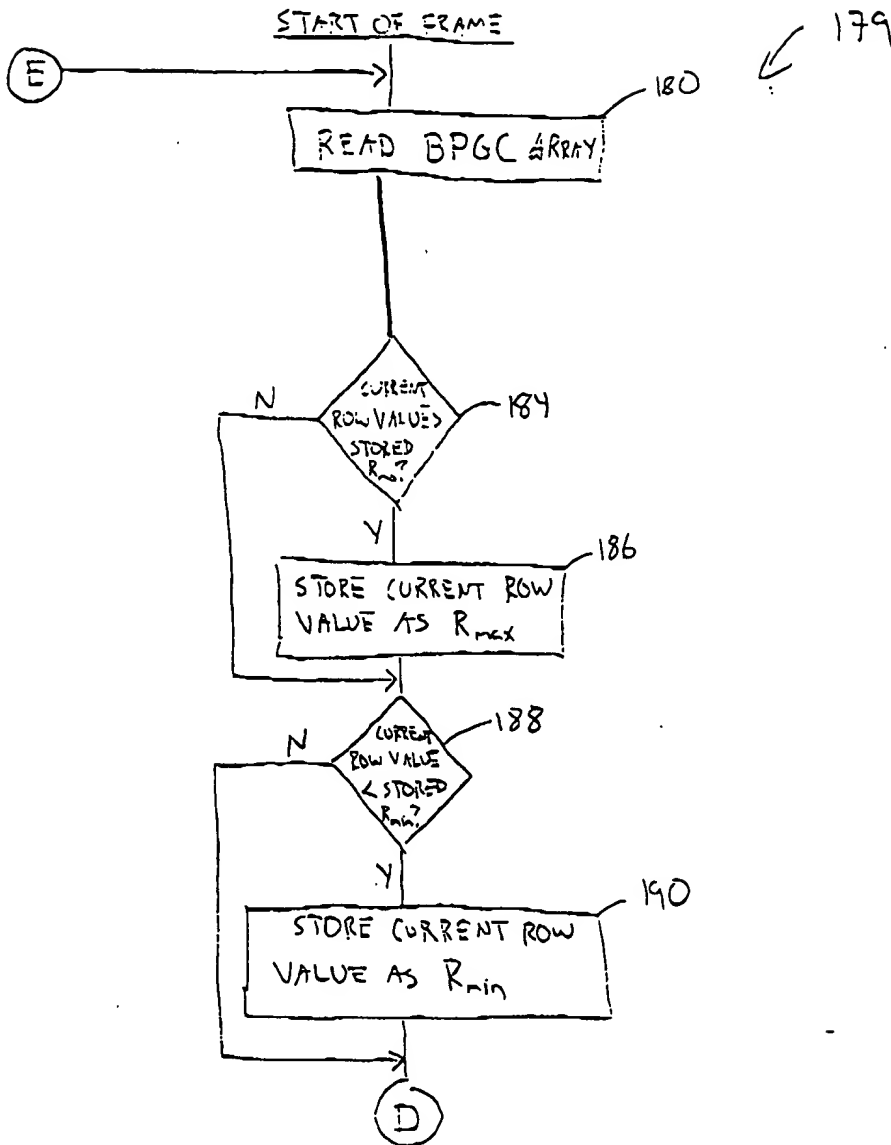 START OF FRAME
179
E
180
READ BPGC ARRAY
N
CURRENT
ROW VALUE>
STORED
184
Y
186
STORE CURRENT ROW
VALUE AS Rmax
N
CURRENT
ROW VALUE
< STORED
Rmin?
188
Y
190
STORE CURRENT ROW
VALUE AS Rmin
D